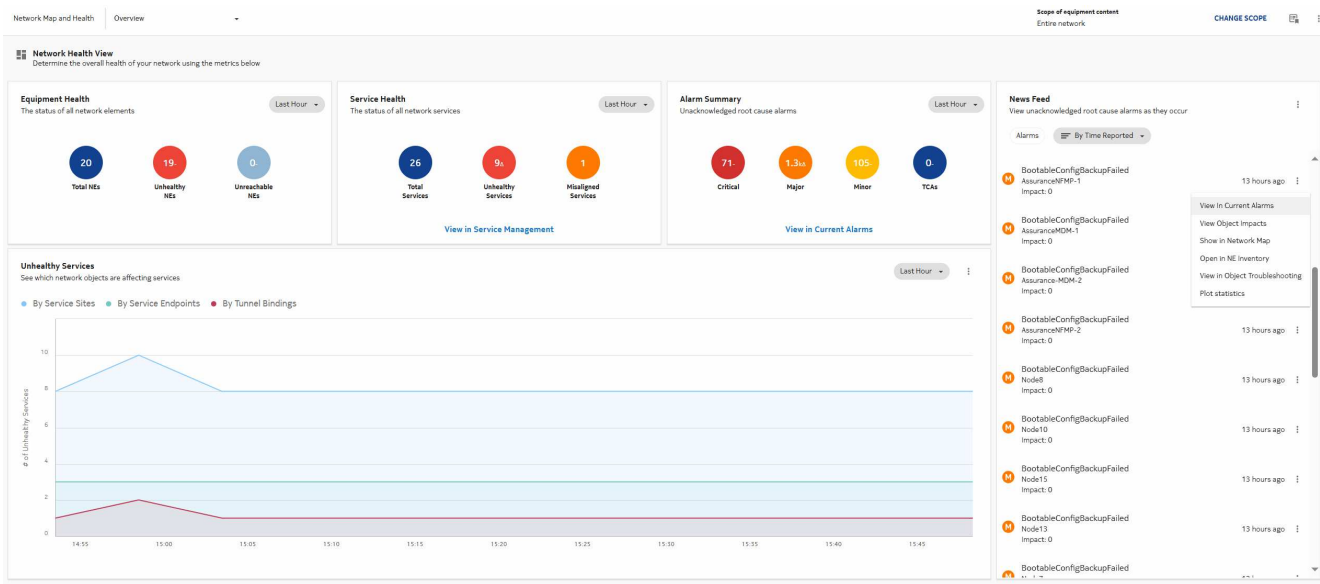 Network Map and Health
Overview
Scope of equipment content
Entire network
CHANGE SCOPE
Network Health View
Determine the overall health of your network using the metrics below
Equipment Health
The status of all network elements
Last Hour
20
Total NEs
19-
Unhealthy
NEs
0-
Unreachable
NEs
Service Health
The status of all network services
Last Hour
26
Total
Services
9
Unhealthy
Services
1
Misaligned
Services
View in Service Management
Alarm Summary
Unacknowledged root cause alarms
Last Hour
71-
Critical
1.3k
Major
105-
Minor
0-
TCAs
View in Current Alarms
Unhealthy Services
See which network objects are affecting services
Last Hour
By Service Sites
By Service Endpoints
By Tunnel Bindings
# of Unhealthy Services
10
8
6
4
2
0
14:55
15:00
15:05
15:10
15:15
15:20
15:25
15:30
15:35
15:40
15:45
News Feed
View unacknowledged root cause alarms as they occur
Alarms
By Time Reported
M
BootableConfigBackupFailed
AssuranceNFMP-1
13 hours ago
Impact: 0
View In Current Alarms
View Object Impacts
Show in Network Map
Open in NE Inventory
View in Object Troubleshooting
Plot statistics
M
BootableConfigBackupFailed
AssuranceMDM-1
Impact: 0
M
BootableConfigBackupFailed
Assurance-MDM-2
Impact: 0
M
BootableConfigBackupFailed
AssuranceNFMP-2
13 hours ago
Impact: 0
M
BootableConfigBackupFailed
Node8
13 hours ago
Impact: 0
M
BootableConfigBackupFailed
Node10
13 hours ago
Impact: 0
M
BootableConfigBackupFailed
Node15
13 hours ago
Impact: 0
M
BootableConfigBackupFailed
Node13
13 hours ago
Impact: 0
M
BootableConfigBackupFailed